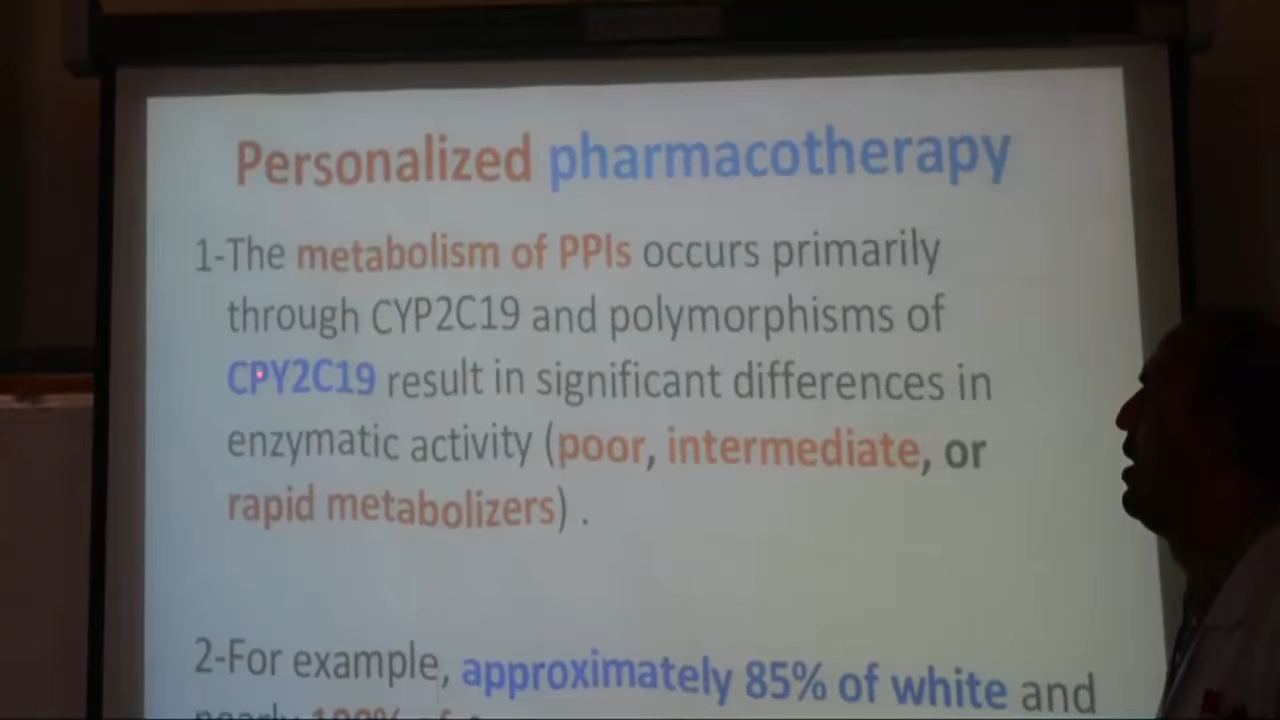 Personalized pharmacotherapy
1-The metabolism of PPIs occurs primarily
through CYP2C19 and polymorphisms of
CPY2C19 result in significant differences in
enzymatic activity (poor, intermediate, or
rapid metabolizers) .
2-For example, approximately 85% of white and